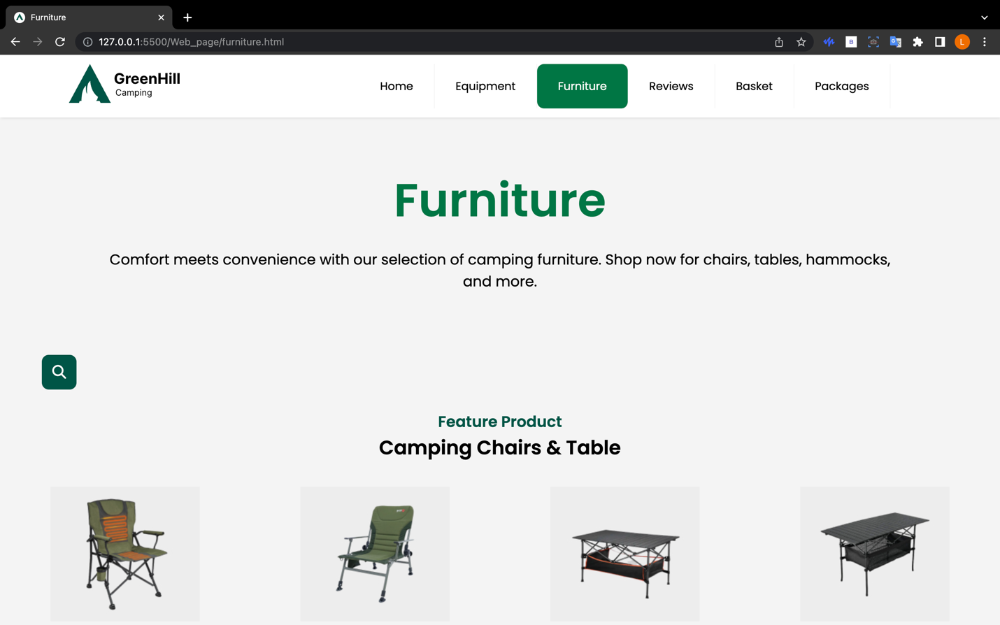 Furniture
127.0.0.1:5500/Web_page/furniture.html
B
G
L
GreenHill
Camping
Home
Equipment
Furniture
Reviews
Basket
Packages
Furniture
Comfort meets convenience with our selection of camping furniture. Shop now for chairs, tables, hammocks,
and more.
Feature Product
Camping Chairs & Table